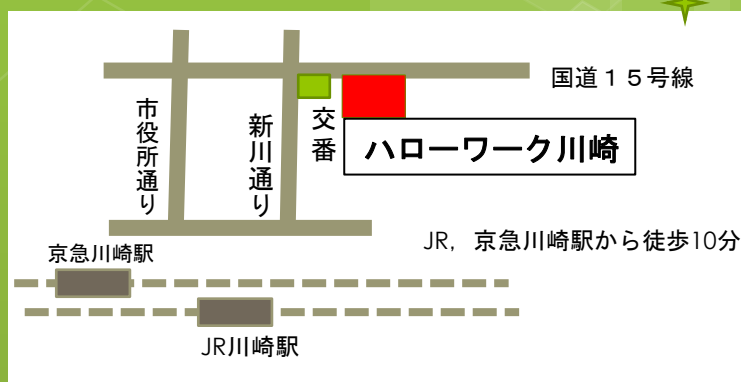 国道１５号線
市役所通り
新川通り
交番
ハローワーク川崎
JR，京急川崎駅から徒歩10分
京急川崎駅
JR川崎駅